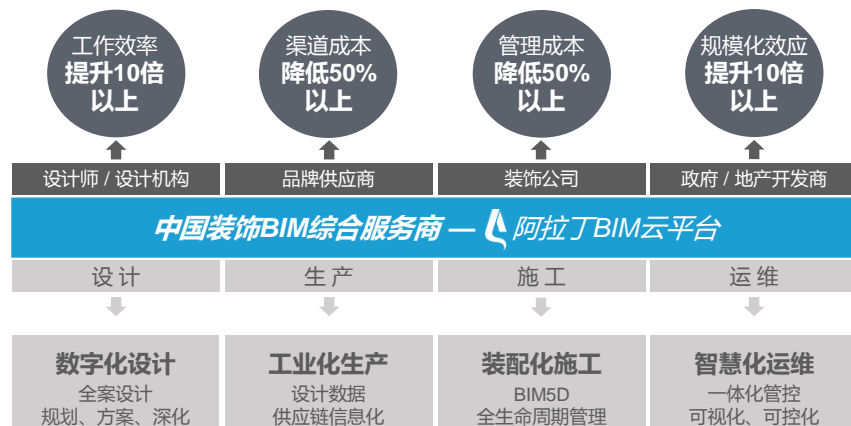 工作效率
提升10倍
以上
渠道成本
降低50%
以上
管理成本
降低50%
以上
规模化效应
提升10倍
以上
设计师 / 设计机构
品牌供应商
装饰公司
政府 / 地产开发商
中国装饰BIM综合服务商 — 阿拉丁BIM云平台
设 计
生 产
施 工
运 维
数字化设计
全案设计
规划、方案、深化
工业化生产
设计数据
供应链信息化
装配化施工
BIM5D
全生命周期管理
智慧化运维
一体化管控
可视化、可控化